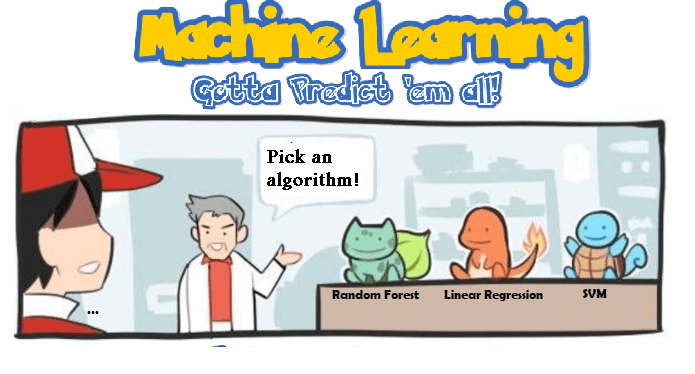 Machine Learning
Gotta Predict 'em all!
Pick an
algorithm!
...
Random Forest
Linear Regression
SVM